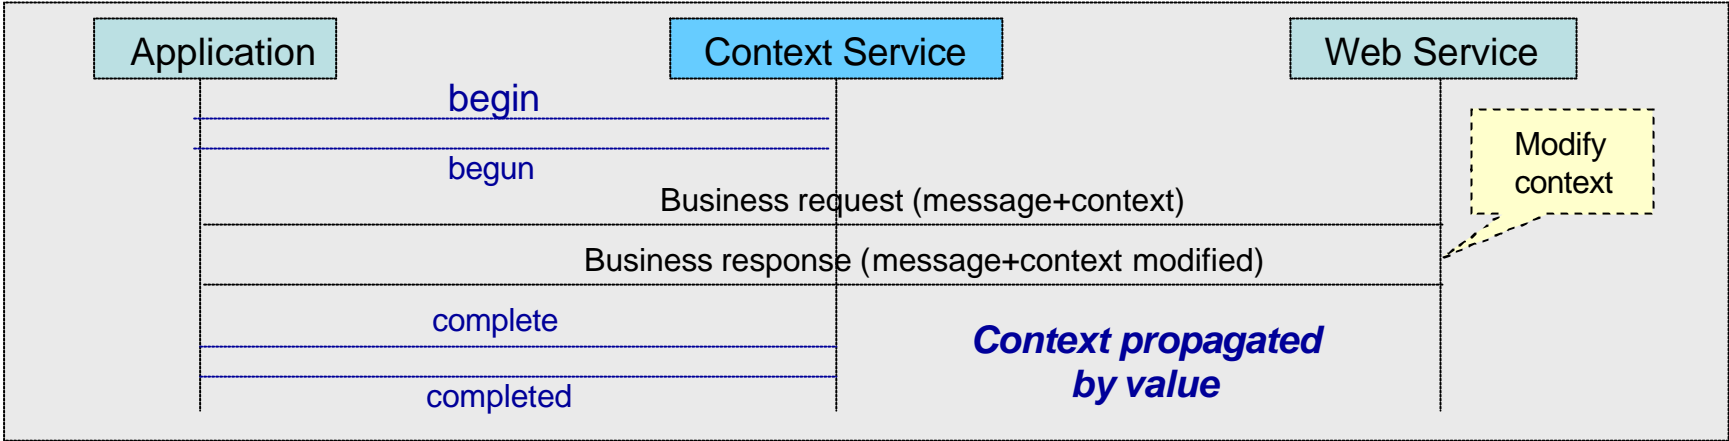 Application
Context Service
Web Service
begin
begun
Modify
context
Business request (message+context)
Business response (message+context modified)
complete
completed
Context propagated
by value